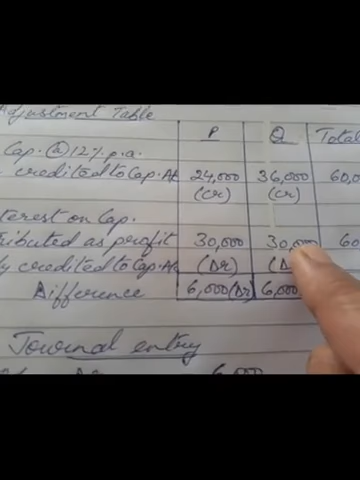 Adjustment Table
P Q Total
Cap. @ 12% p.a.
credited to Cap. A/c 24,000 36,000 60,0
(Cr) (Cr)
terest on Cap.
tributed as profit 30,000 30,000 60
ly credited to Cap. A/c (Dr) (D
Difference 6,000(Dr) 6,000
Journal entry